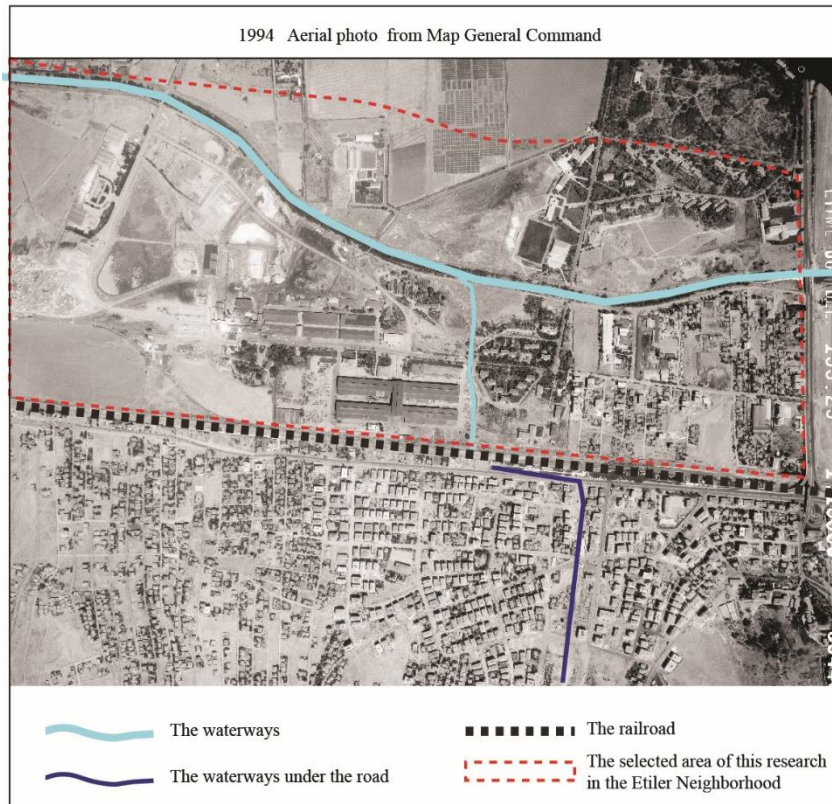 1994 Aerial photo from Map General Command
The waterways
The railroad
The waterways under the road
The selected area of this research
in the Etiler Neighborhood